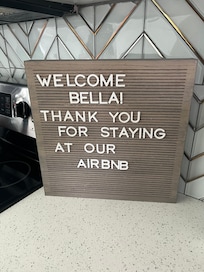 WELCOME
BELLA!
THANK YOU
FOR STAYING
AT OUR
AIRBNB